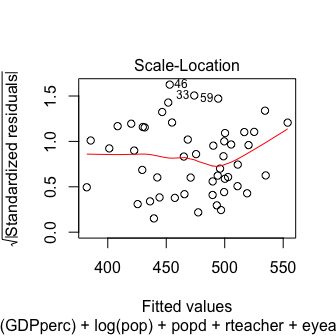 Scale-Location
√|Standardized residuals|
1.5
1.0
0.5
0.0
46
33
59
400
450
500
550
Fitted values
(GDPperc) + log(pop) + popd + rteacher + eyea